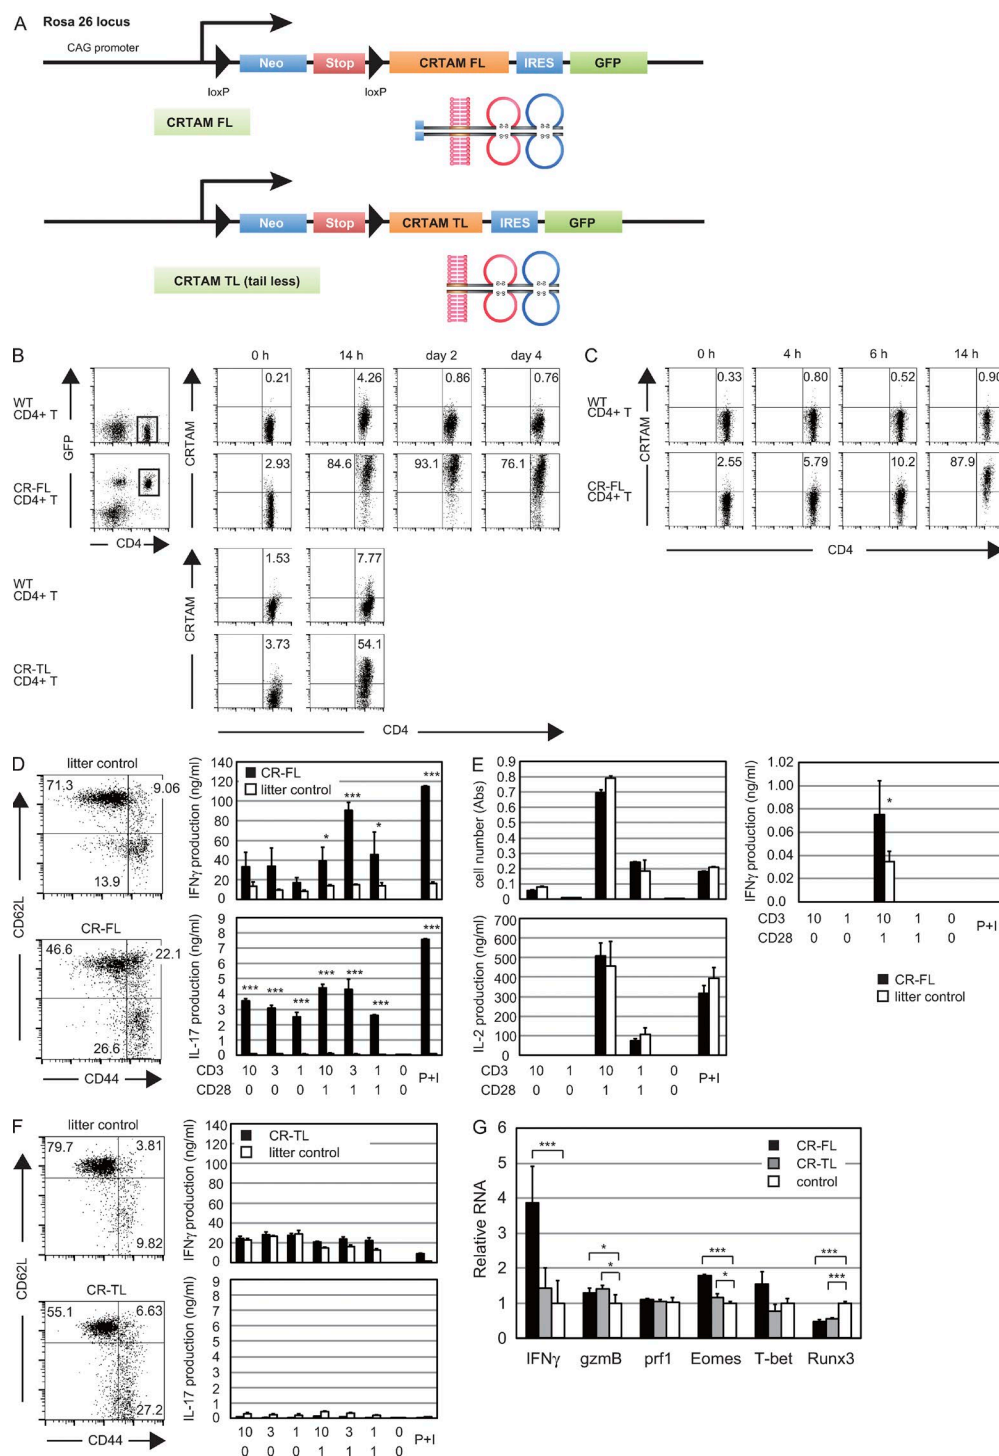 A
Rosa 26 locus
CAG promoter
Neo Stop CRTAM FL IRES GFP
loxP loxP
CRTAM FL
s-s s-s
s-s s-s
Neo Stop CRTAM TL IRES GFP
CRTAM TL (tail less)
s-s s-s
s-s s-s
B
0 h 14 h day 2 day 4
WT
CD4+ T
GFP
CRTAM
0.21 4.26 0.86 0.76
CR-FL
CD4+ T
2.93 84.6 93.1 76.1
CD4
WT
CD4+ T
CRTAM
1.53 7.77
CR-TL
CD4+ T
3.73 54.1
CD4
C
0 h 4 h 6 h 14 h
WT
CD4+ T
CRTAM
0.33 0.80 0.52 0.90
CR-FL
CD4+ T
2.55 5.79 10.2 87.9
CD4
D
litter control
71.3 9.06
13.9
CD62L
CR-FL
46.6 22.1
26.6
CD44
IFNγ production (ng/ml)
140
120
100
80
60
40
20
0
CR-FL
litter control
* *** * ***
IL-17 production (ng/ml)
9
8
7
6
5
4
3
2
1
0
*** *** *** *** *** *** ***
CD3 10 3 1 10 3 1 0 P+I
CD28 0 0 0 1 1 1 0
E
cell number (Abs)
0.9
0.8
0.7
0.6
0.5
0.4
0.3
0.2
0.1
0
IL-2 production (ng/ml)
700
600
500
400
300
200
100
0
CD3 10 1 10 1 0 P+I
CD28 0 0 1 1 0
IFNγ production (ng/ml)
1.02
1.00
0.08
0.06
0.04
0.02
0.0
*
CD3 10 1 10 1 0 P+I
CD28 0 0 1 1 0
CR-FL
litter control
F
litter control
79.7 3.81
9.82
CD62L
CR-TL
55.1 6.63
27.2
CD44
IFNγ production (ng/ml)
140
120
100
80
60
40
20
0
CR-TL
litter control
IL-17 production (ng/ml)
9
8
7
6
5
4
3
2
1
0
10 3 1 10 3 1 0 P+I
0 0 0 1 1 1 0
G
Relative RNA
6
5
4
3
2
1
0
CR-FL
CR-TL
control
*** * * *** * *** ***
IFNγ gzmB prf1 Eomes T-bet Runx3